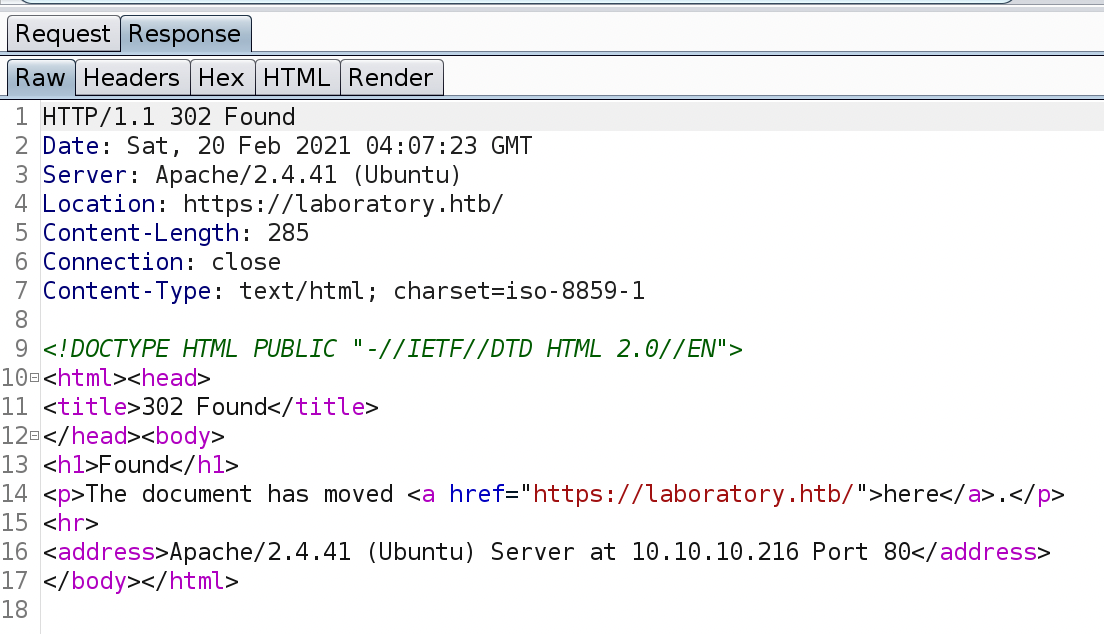 Request Response
Raw Headers Hex HTML Render
1 HTTP/1.1 302 Found
2 Date: Sat, 20 Feb 2021 04:07:23 GMT
3 Server: Apache/2.4.41 (Ubuntu)
4 Location: https://laboratory.htb/
5 Content-Length: 285
6 Connection: close
7 Content-Type: text/html; charset=iso-8859-1
8
9 <!DOCTYPE HTML PUBLIC "-//IETF//DTD HTML 2.0//EN">
10 <html><head>
11 <title>302 Found</title>
12 </head><body>
13 <h1>Found</h1>
14 <p>The document has moved <a href="https://laboratory.htb/">here</a>.</p>
15 <hr>
16 <address>Apache/2.4.41 (Ubuntu) Server at 10.10.10.216 Port 80</address>
17 </body></html>
18